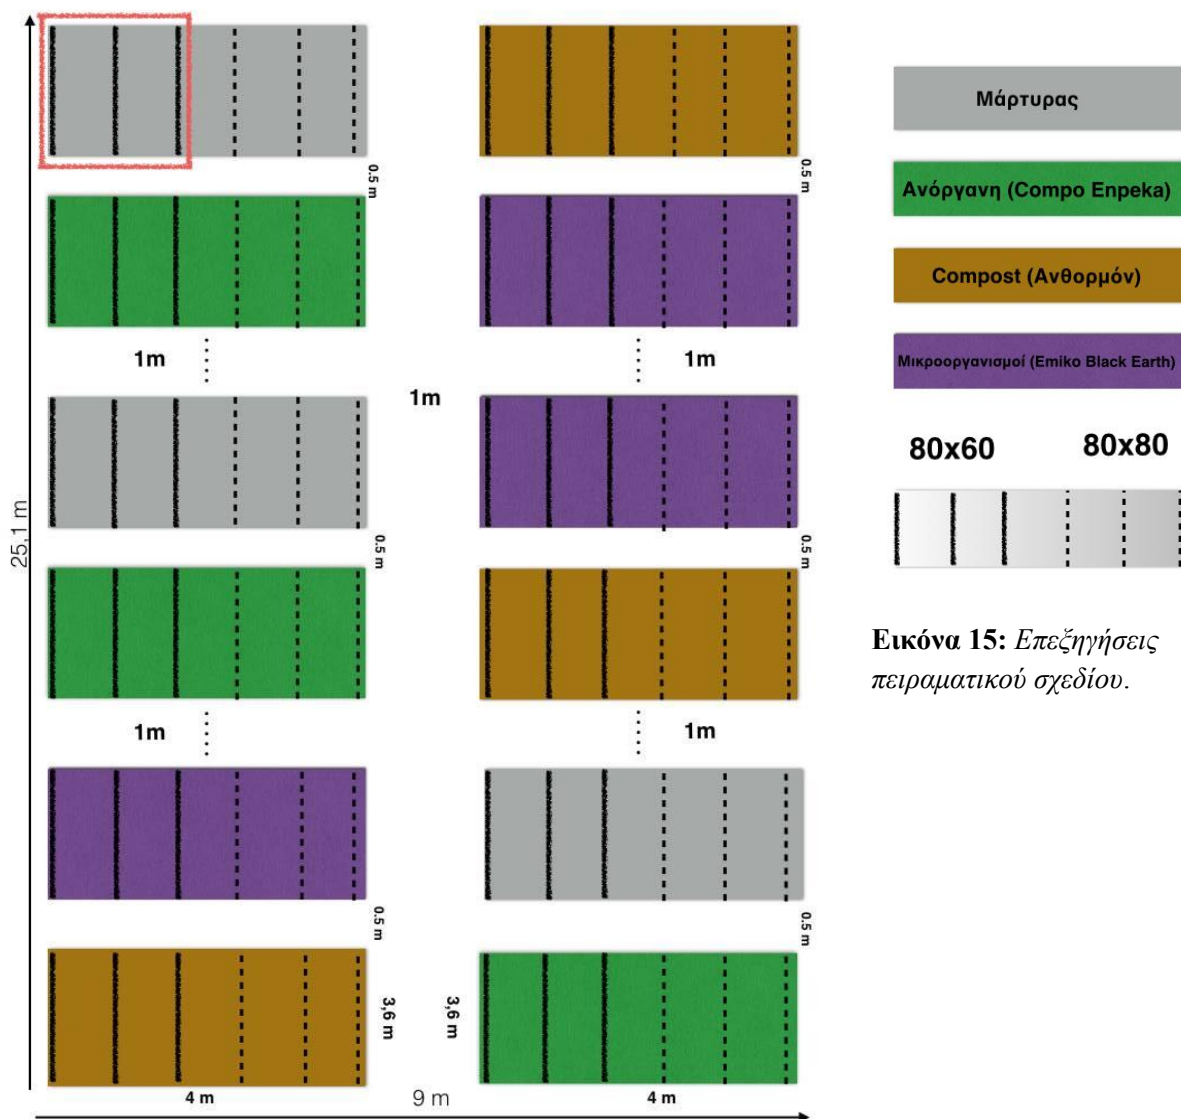 0.5 m
0.5 m
1m
1m
1m
25,1 m
0.5 m
0.5 m
1m
1m
0.5 m
0.5 m
3,6 m
3,6 m
4 m
9 m
4 m
Μάρτυρας
Ανόργανη (Compo Enpeka)
Compost (Ανθορμόν)
Μικροοργανισμοί (Emiko Black Earth)
80x60
80x80
Εικόνα 15: Επεξηγήσεις
πειραματικού σχεδίου.